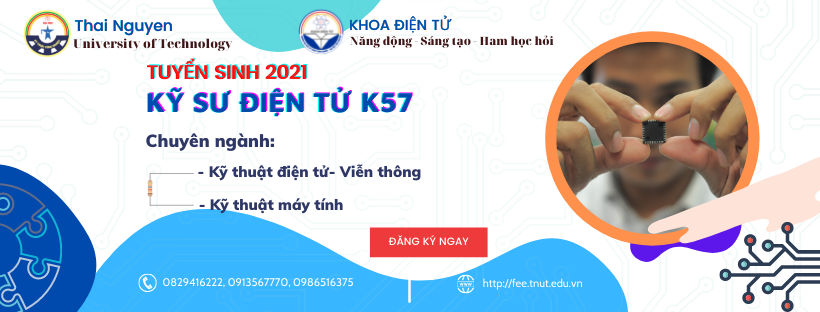 Thai Nguyen
University of Technology
KHOA ĐIỆN TỬ
Năng động - Sáng tạo - Ham học hỏi
TUYỂN SINH 2021
KỸ SƯ ĐIỆN TỬ K57
Chuyên ngành:
- Kỹ thuật điện tử- Viễn thông
- Kỹ thuật máy tính
ĐĂNG KÝ NGAY
0829416222, 0913567770, 0986516375
http://fee.tnut.edu.vn